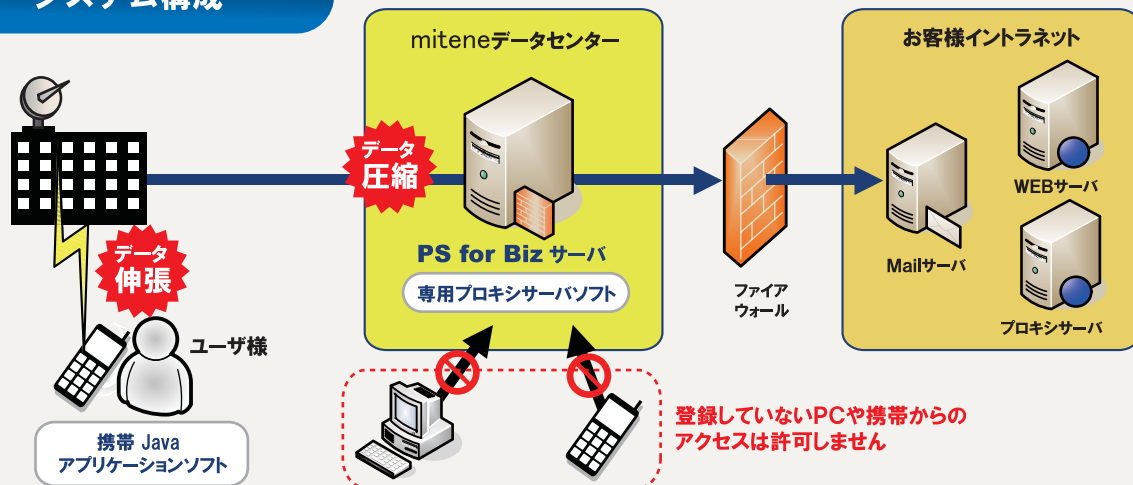 システム構成
miteneデータセンター
お客様イントラネット
データ
圧縮
WEBサーバ
PS for Biz サーバ
専用プロキシサーバソフト
Mailサーバ
データ
伸張
ファイア
ウォール
プロキシサーバ
ユーザ様
登録していないPCや携帯からの
アクセスは許可しません
携帯 Java
アプリケーションソフト